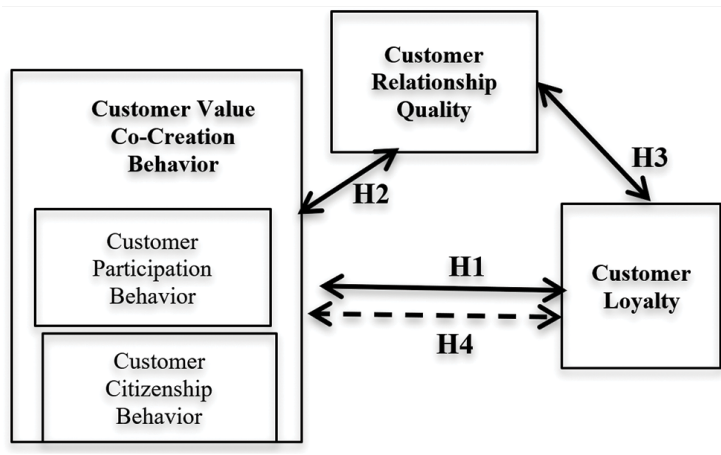 Customer Value
Co-Creation
Behavior
Customer
Participation
Behavior
Customer
Citizenship
Behavior
Customer
Relationship
Quality
H2
H3
H1
H4
Customer
Loyalty